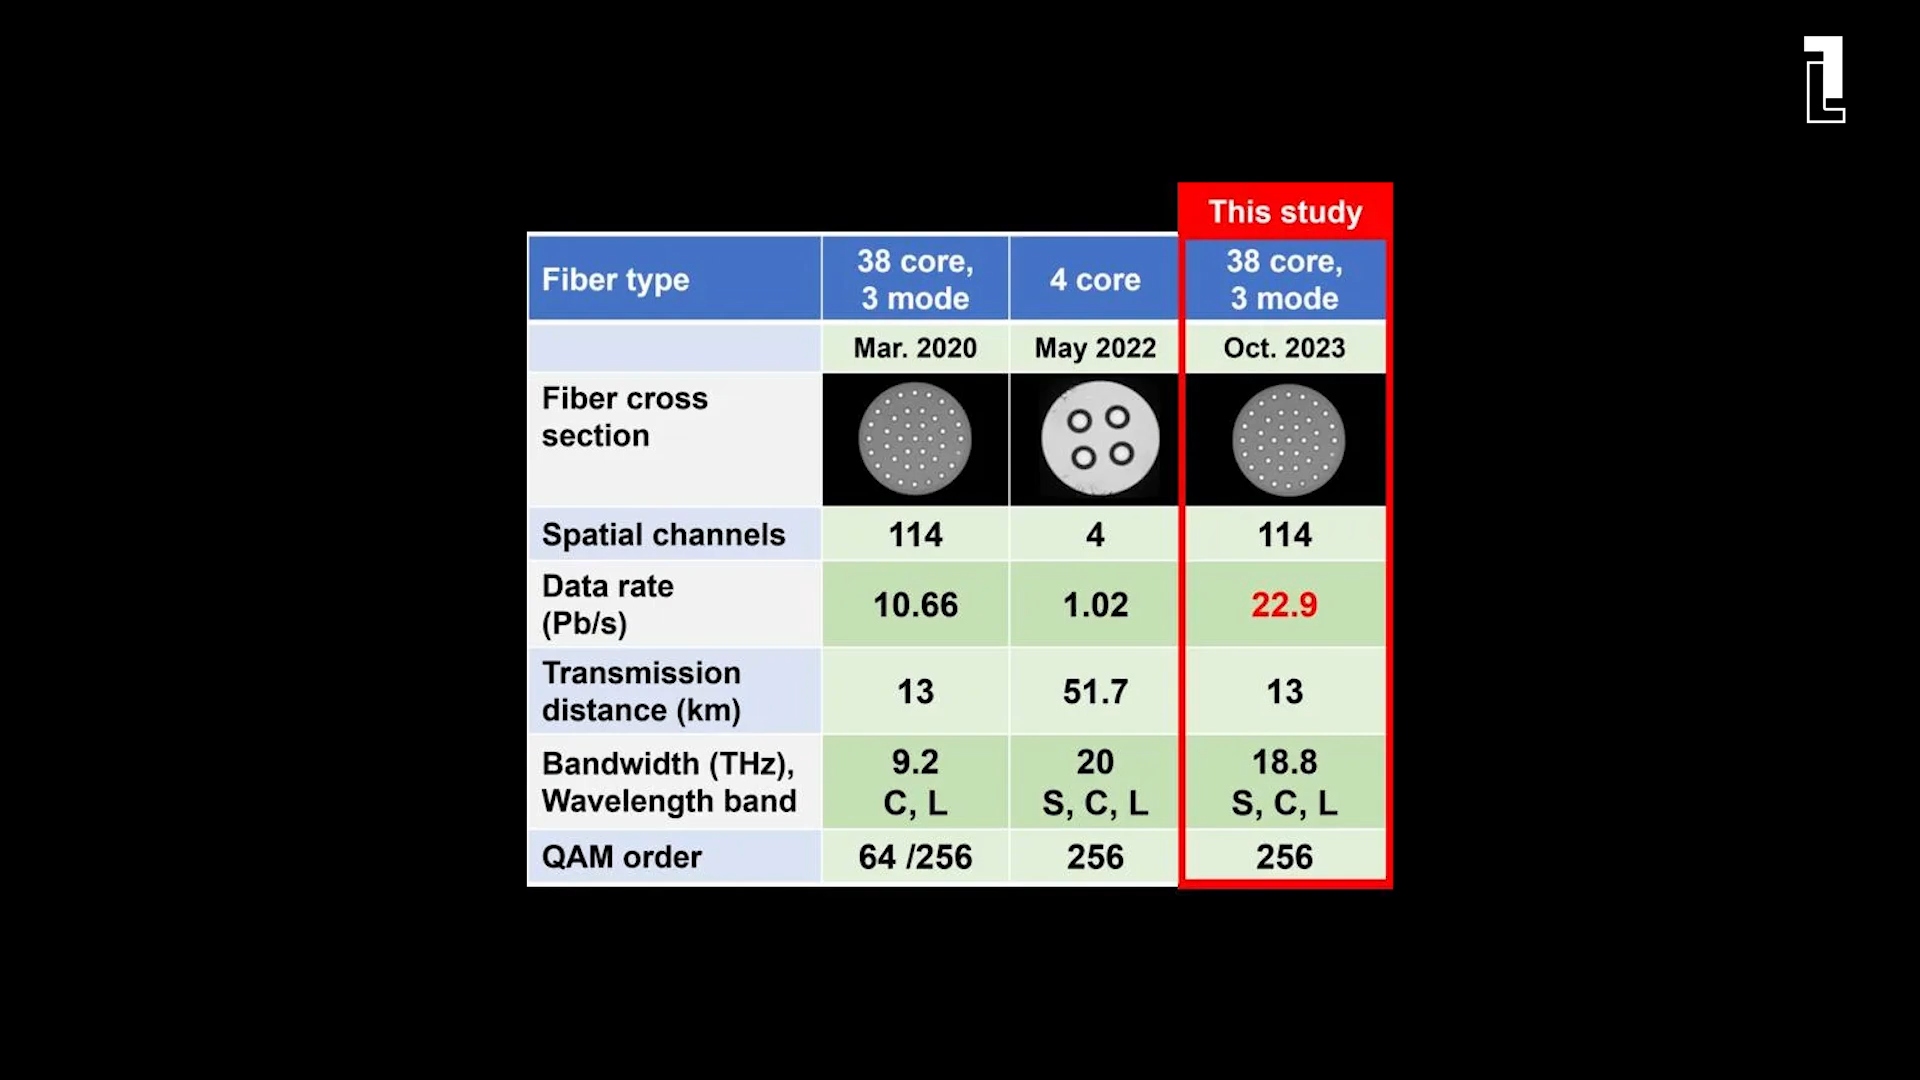 This study
Fiber type
38 core,
3 mode
4 core
38 core,
3 mode
Mar. 2020
May 2022
Oct. 2023
Fiber cross
section
Spatial channels
114
4
114
Data rate
(Pb/s)
10.66
1.02
22.9
Transmission
distance (km)
13
51.7
13
Bandwidth (THz),
Wavelength band
9.2
C, L
20
S, C, L
18.8
S, C, L
QAM order
64 /256
256
256